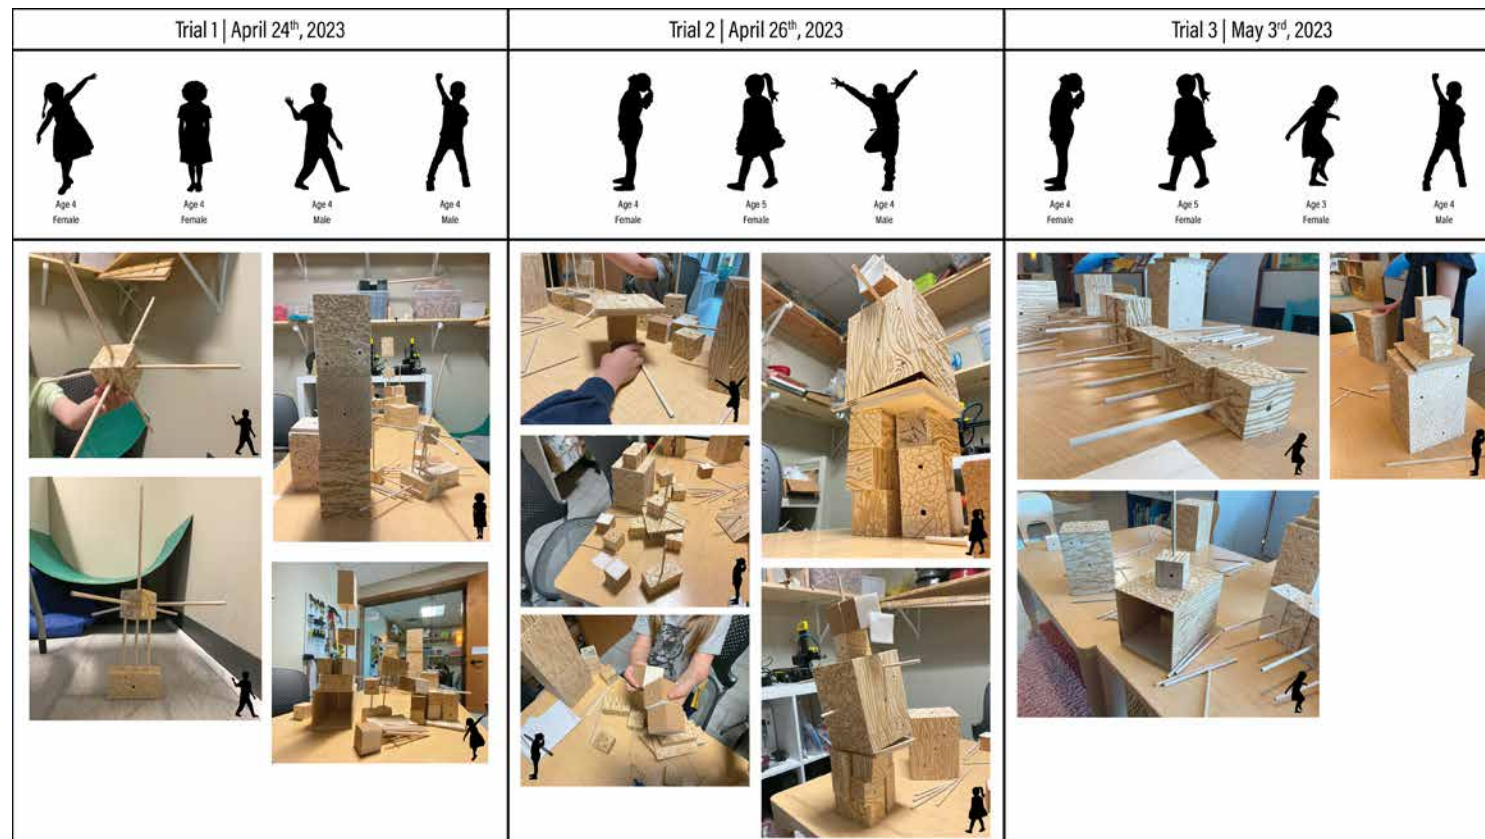 Trial 1 | April 24th, 2023
Trial 2 | April 26th, 2023
Trial 3 | May 3rd, 2023
Age 4
Female
Age 4
Female
Age 4
Male
Age 4
Male
Age 4
Female
Age 5
Female
Age 4
Male
Age 4
Female
Age 5
Female
Age 3
Female
Age 4
Male